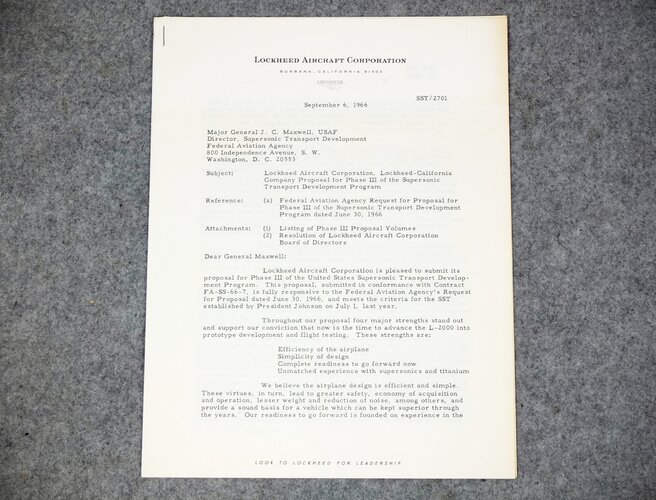 LOCKHEED AIRCRAFT CORPORATION
BURBANK, CALIFORNIA 91503
September 6, 1966
SST/2701
Major General J. C. Maxwell, USAF
Director, Supersonic Transport Development
Federal Aviation Agency
800 Independence Avenue, S. W.
Washington, D. C. 20553
Subject: Lockheed Aircraft Corporation, Lockheed-California
Company Proposal for Phase III of the Supersonic
Transport Development Program
Reference: (a) Federal Aviation Agency Request for Proposal for
Phase III of the Supersonic Transport Development
Program dated June 30, 1966
Attachments: (1) Listing of Phase III Proposal Volumes
(2) Resolution of Lockheed Aircraft Corporation
Board of Directors
Dear General Maxwell:
Lockheed Aircraft Corporation is pleased to submit its
proposal for Phase III of the United States Supersonic Transport Develop-
ment Program. This proposal, submitted in conformance with Contract
FA-SS-66-7, is fully responsive to the Federal Aviation Agency's Request
for Proposal dated June 30, 1966, and meets the criteria for the SST
established by President Johnson on July 1, last year.
Throughout our proposal four major strengths stand out
and support our conviction that now is the time to advance the L-2000 into
prototype development and flight testing. These strengths are:
Efficiency of the airplane
Simplicity of design
Complete readiness to go forward now
Unmatched experience with supersonics and titanium
We believe the airplane design is efficient and simple.
These virtues, in turn, lead to greater safety, economy of acquisition
and operation, lesser weight and reduction of noise, among others, and
provide a sound basis for a vehicle which can be kept superior through
the years. Our readiness to go forward is founded on experience in the
LOOK TO LOCKHEED FOR LEADERSHIP